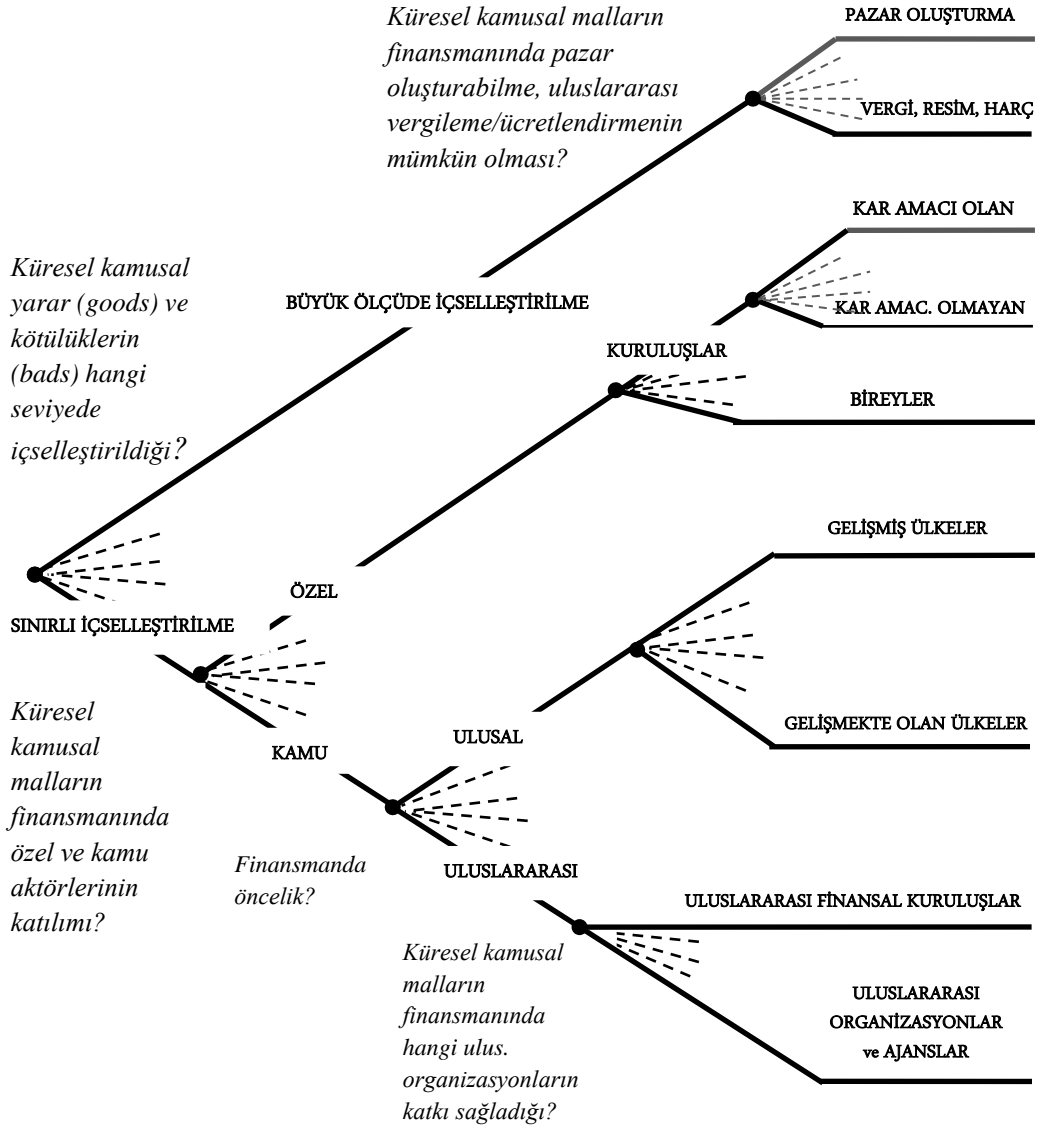 Küresel kamusal malların
finansmanında pazar
oluşturabilme, uluslararası
vergileme/ücretlendirmenin
mümkün olması?
PAZAR OLUŞTURMA
VERGİ, RESİM, HARÇ
KAR AMACI OLAN
KAR AMAC. OLMAYAN
Küresel kamusal
yarar (goods) ve
kötülüklerin
(bads) hangi
seviyede
içselleştirildiği?
BÜYÜK ÖLÇÜDE İÇSELLEŞTİRİLME
KURULUŞLAR
BİREYLER
GELİŞMİŞ ÜLKELER
ÖZEL
SINIRLI İÇSELLEŞTİRİLME
GELİŞMEKTE OLAN ÜLKELER
Küresel
kamusal
malların
finansmanında
özel ve kamu
aktörlerinin
katılımı?
KAMU
ULUSAL
Finansmanda
öncelik?
ULUSLARARASI
ULUSLARARASI FİNANSAL KURULUŞLAR
Küresel kamusal
malların
finansmanında
hangi ulus.
organizasyonların
katkı sağladığı?
ULUSLARARASI
ORGANİZASYONLAR
ve AJANSLAR